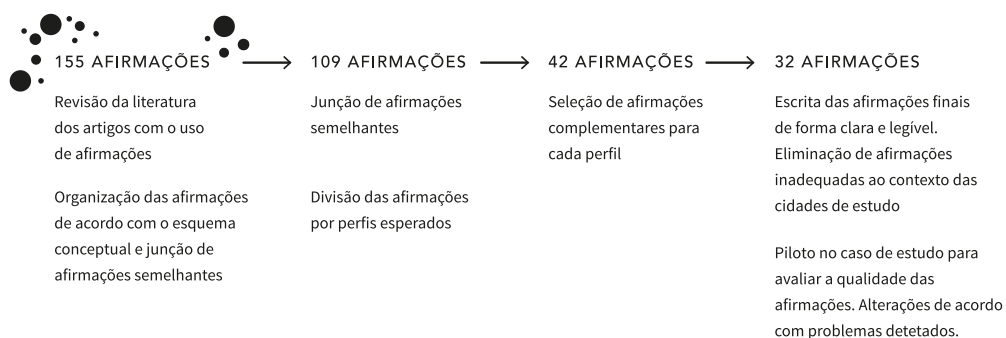 155 AFIRMAÇÕES
Revisão da literatura
dos artigos com o uso
de afirmações
Organização das afirmações
de acordo com o esquema
conceptual e junção de
afirmações semelhantes
109 AFIRMAÇÕES
Junção de afirmações
semelhantes
Divisão das afirmações
por perfis esperados
42 AFIRMAÇÕES
Seleção de afirmações
complementares para
cada perfil
32 AFIRMAÇÕES
Escrita das afirmações finais
de forma clara e legível.
Eliminação de afirmações
inadequadas ao contexto das
cidades de estudo
Piloto no caso de estudo para
avaliar a qualidade das
afirmações. Alterações de acordo
com problemas detetados.